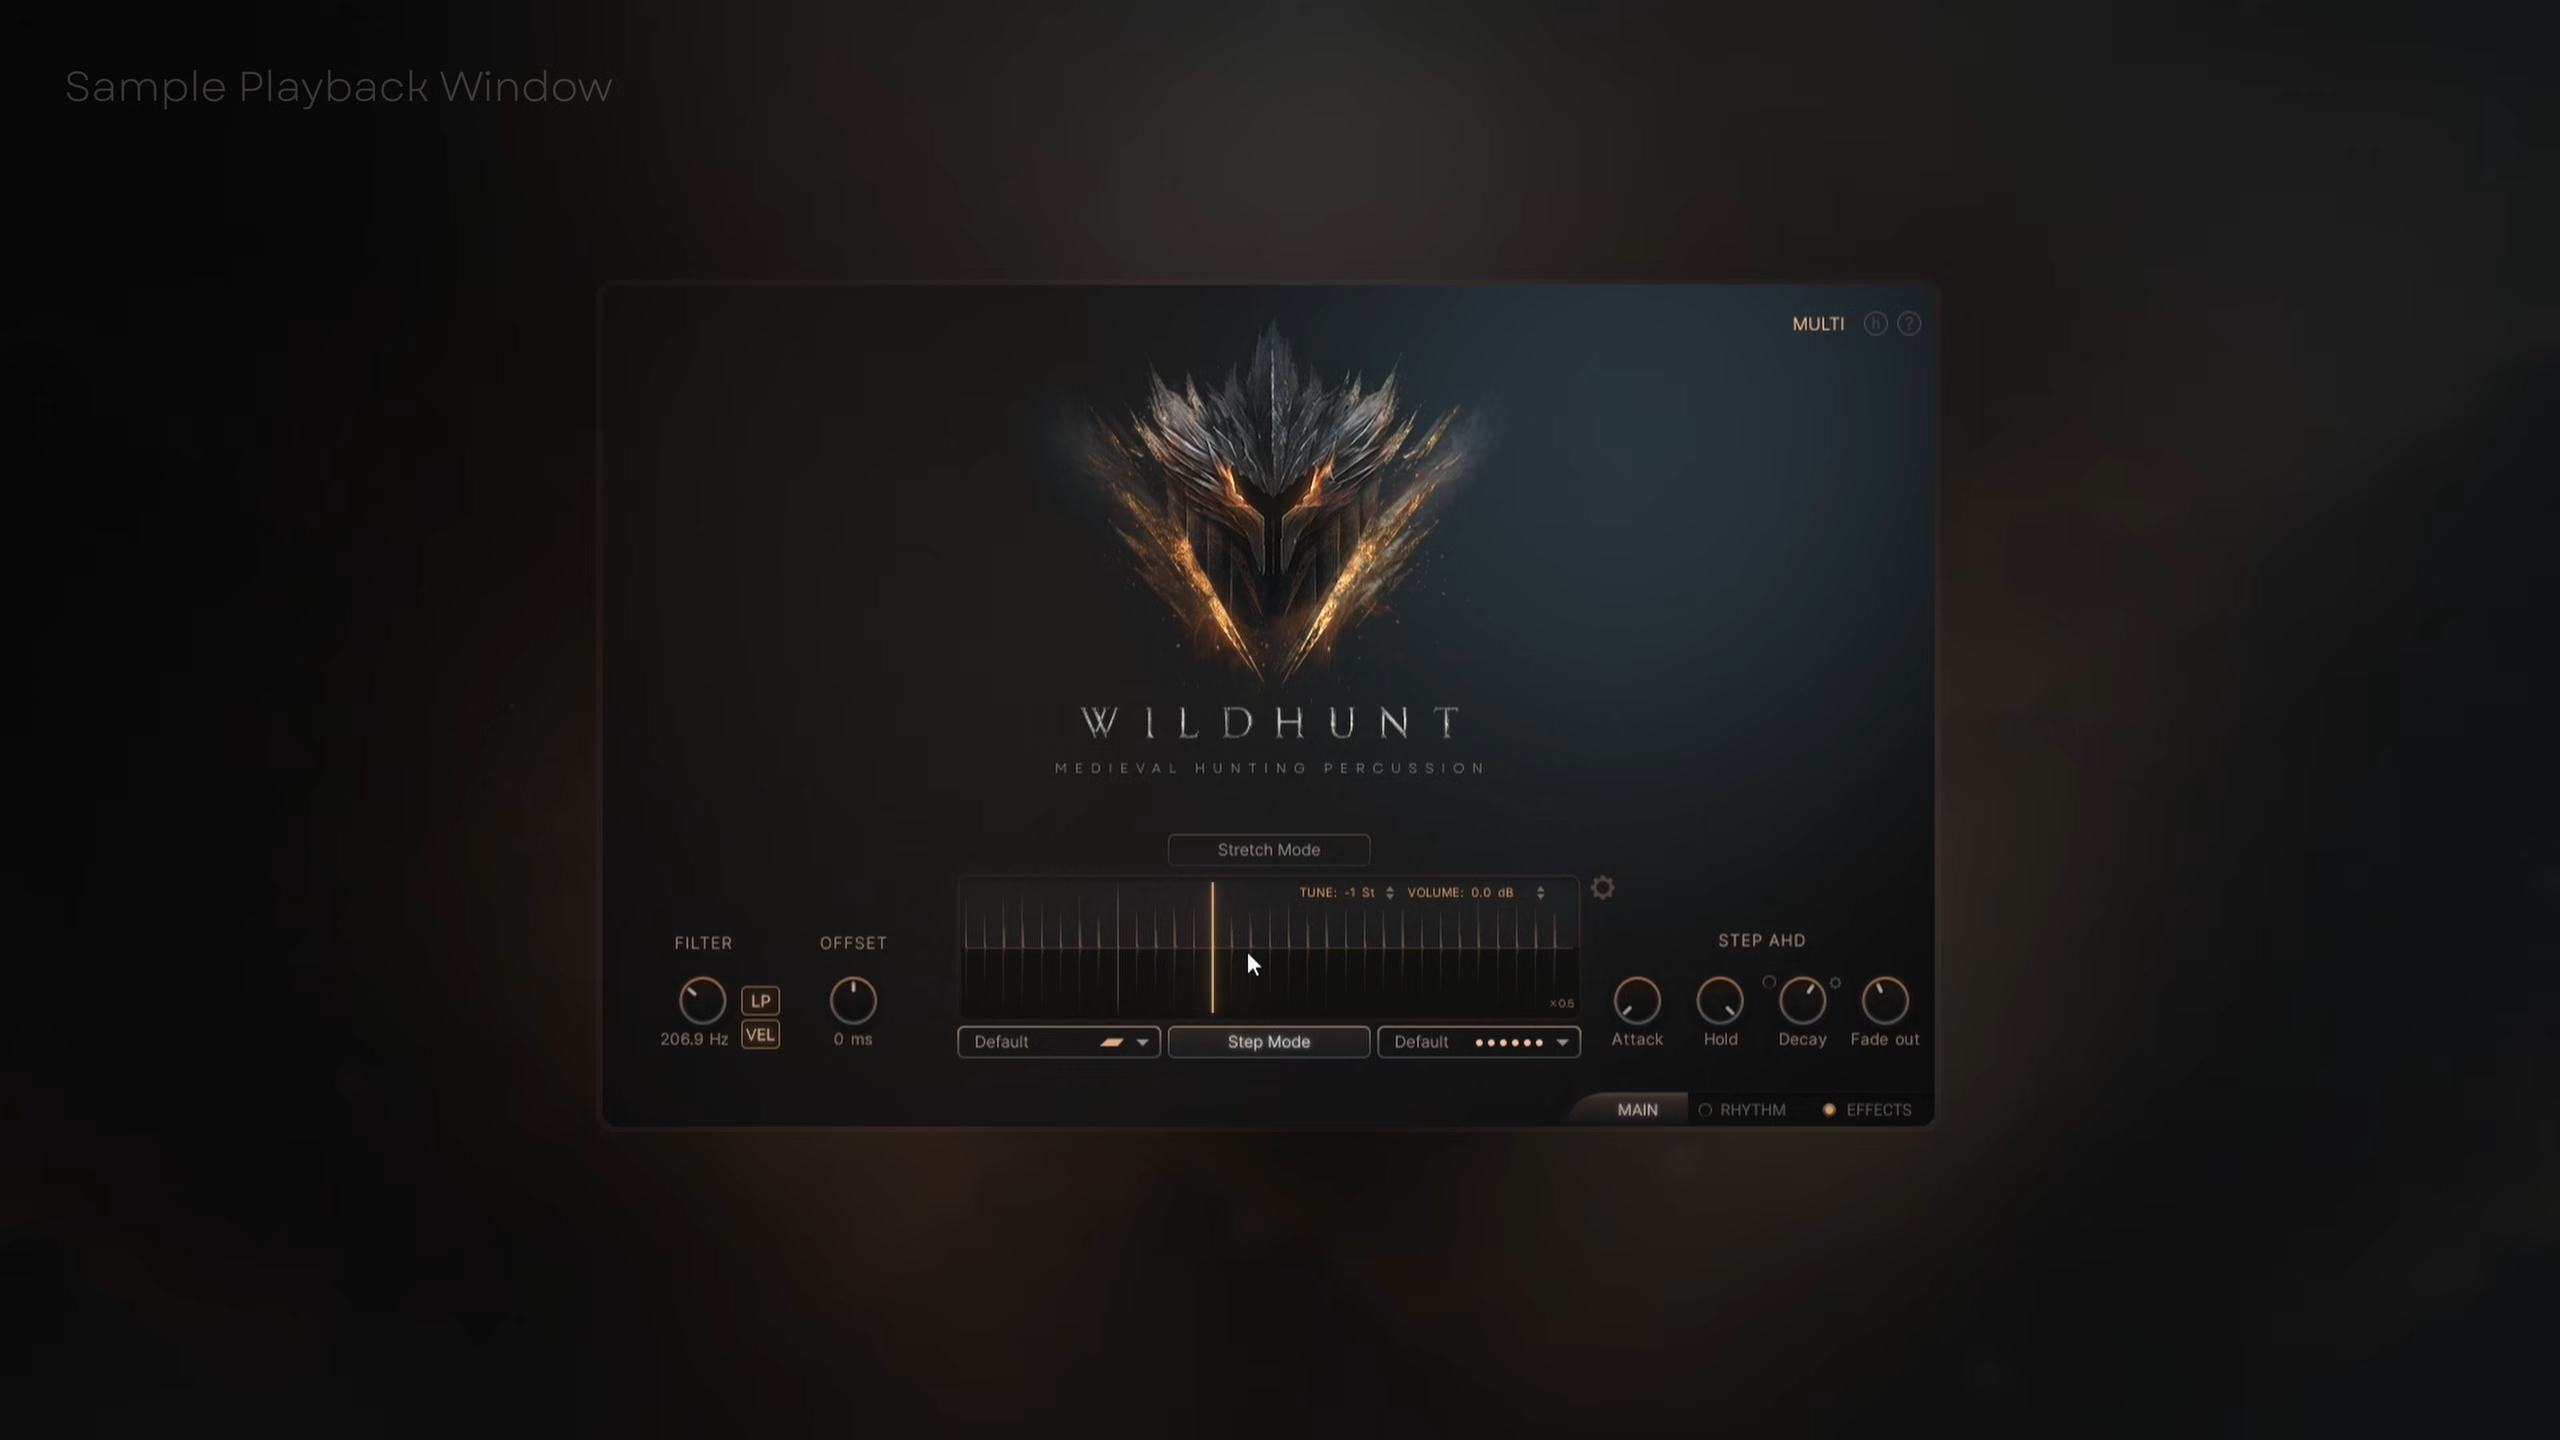 Sample Playback Window
MULTI h ?
WILDHUNT
MEDIEVAL HUNTING PERCUSSION
Stretch Mode
TUNE: -1 St VOLUME: 0.0 dB
×0.5
FILTER
206.9 Hz
LP
VEL
OFFSET
0 ms
Default
Step Mode
Default
STEP AHD
Attack Hold Decay Fade out
MAIN RHYTHM EFFECTS